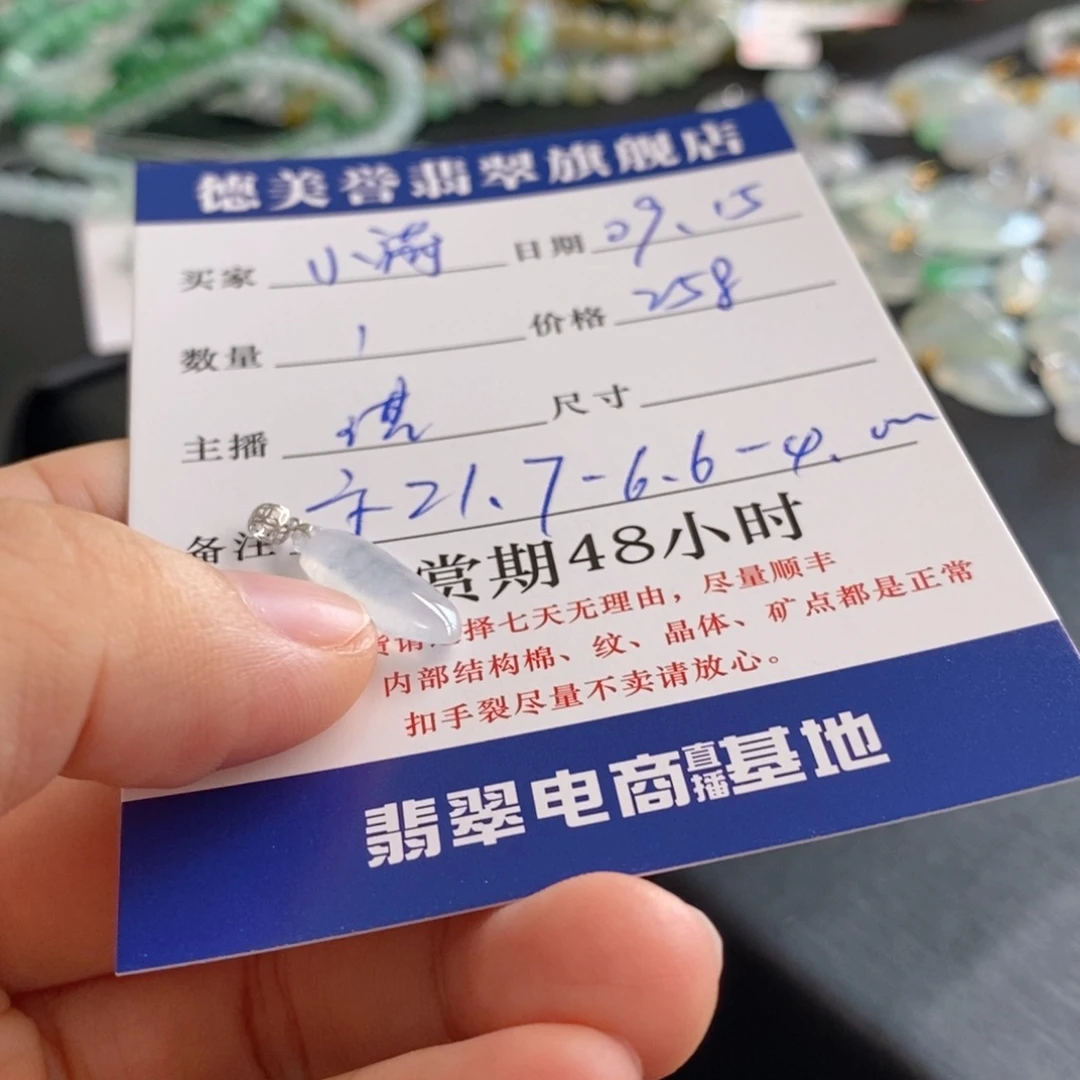 德美誉翡翠旗舰店
买家 小满 日期 09.15
数量 1 价格 258
主播 琪 尺寸
备注 21.7-6.6-4.
赏期48小时
择七天无理由，尽量顺丰
内部结构棉、纹、晶体、矿点都是正常
扣手裂尽量不卖请放心。
翡翠电商直播基地